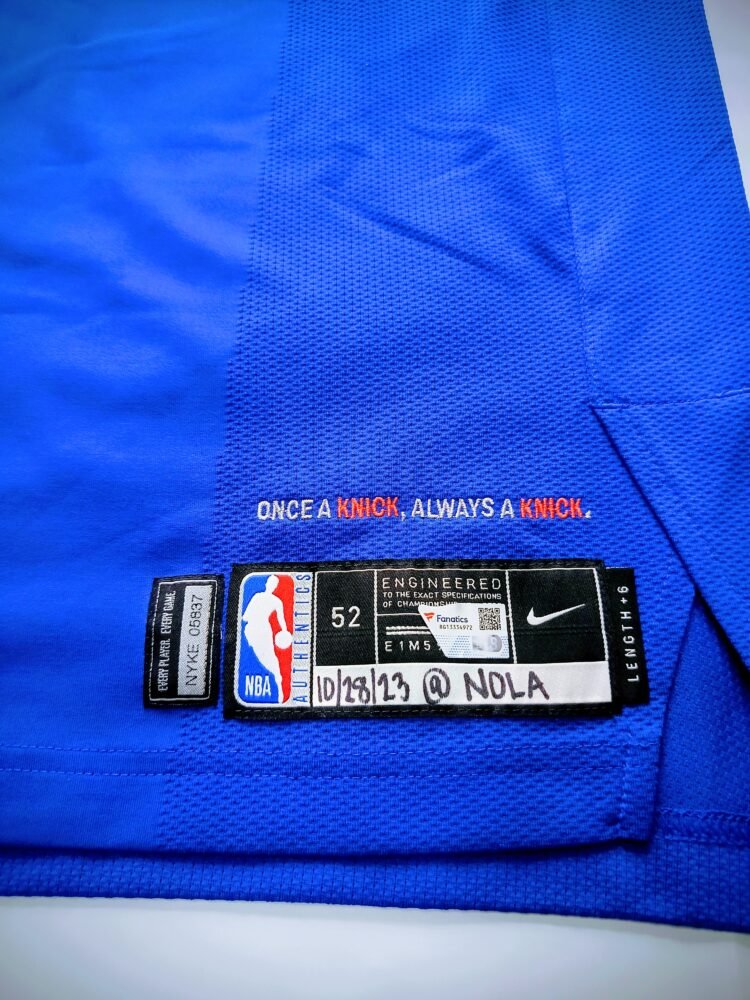 ONCE A KNICK, ALWAYS A KNICK.
EVERY PLAYER. EVERY GAME
NYKE 05837
NBA
AUTHENTICS
52
ENGINEERED
TO THE EXACT SPECIFICATIONS
OF CHAMPIONSHIP
Fanatics
BG13334972
E1M5
10/28/23 @ NOLA
LENGTH+6